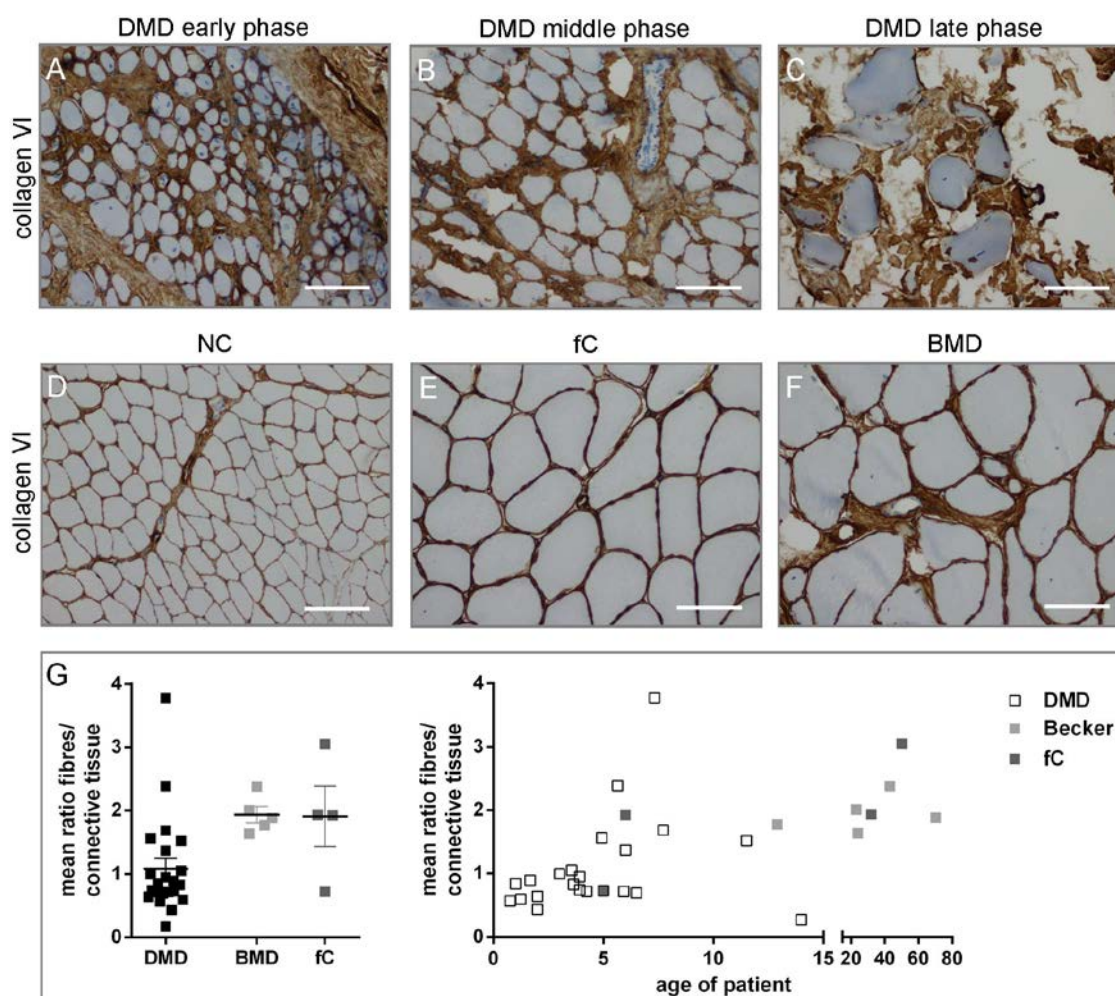 DMD early phase
DMD middle phase
DMD late phase
collagen VI
A
B
C
NC
fC
BMD
collagen VI
D
E
F
G
mean ratio fibres/
connective tissue
4
3
2
1
0
DMD
BMD
fC
mean ratio fibres/
connective tissue
4
3
2
1
0
0
5
10
15
20
40
60
80
age of patient
DMD
Becker
fC